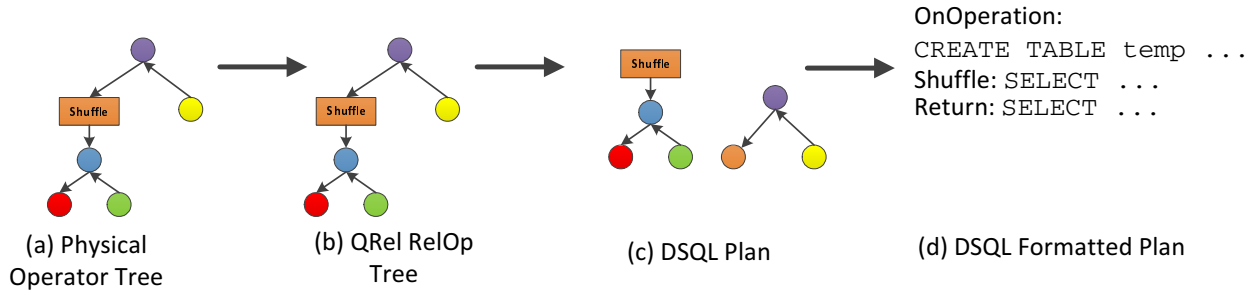 OnOperation:
CREATE TABLE temp ...
Shuffle: SELECT ...
Return: SELECT ...
Shuffle
Shuffle
Shuffle
(a) Physical
Operator Tree
(b) QRel RelOp
Tree
(c) DSQL Plan
(d) DSQL Formatted Plan